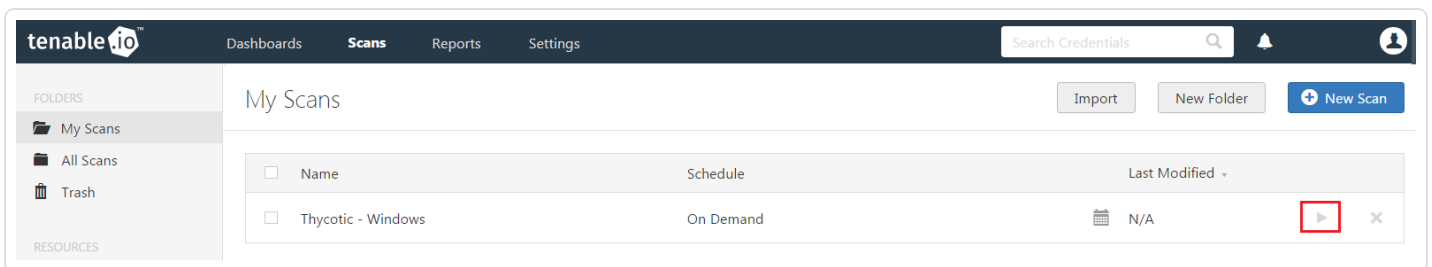 tenable.io™ Dashboards Scans Reports Settings Search Credentials
FOLDERS
My Scans
All Scans
Trash
RESOURCES
My Scans Import New Folder New Scan
Name Schedule Last Modified
Thycotic - Windows On Demand N/A